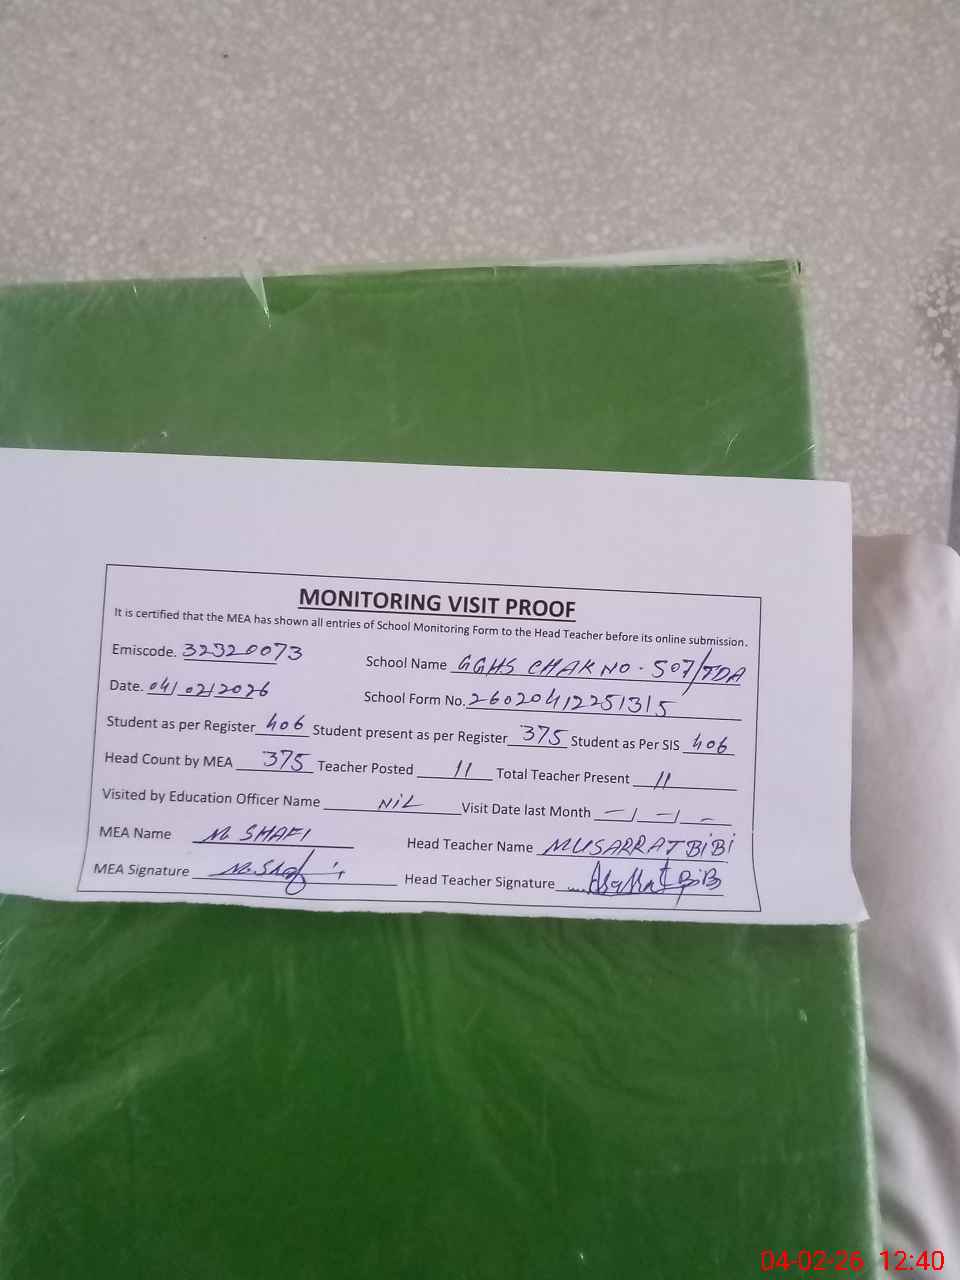 MONITORING VISIT PROOF
It is certified that the MEA has shown all entries of School Monitoring Form to the Head Teacher before its online submission.
Emiscode. 32320073 School Name GGHS CHAK NO. 507/TDA
Date. 04/02/2026 School Form No. 26020412251315
Student as per Register 406 Student present as per Register 375 Student as Per SIS 406
Head Count by MEA 375 Teacher Posted 11 Total Teacher Present 11
Visited by Education Officer Name NIL Visit Date last Month -/-/-
MEA Name M. SHAFI Head Teacher Name MUSARRAT BIBI
MEA Signature M. Shafi Head Teacher Signature
04-02-26 12:40